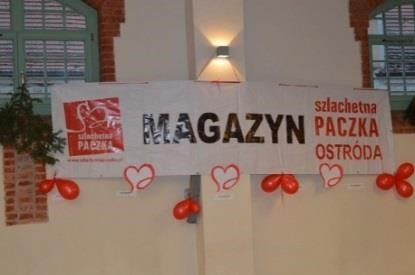 szlachetna
PACZKA
MAGAZYN
szlachetna
PACZKA
OSTRÓDA